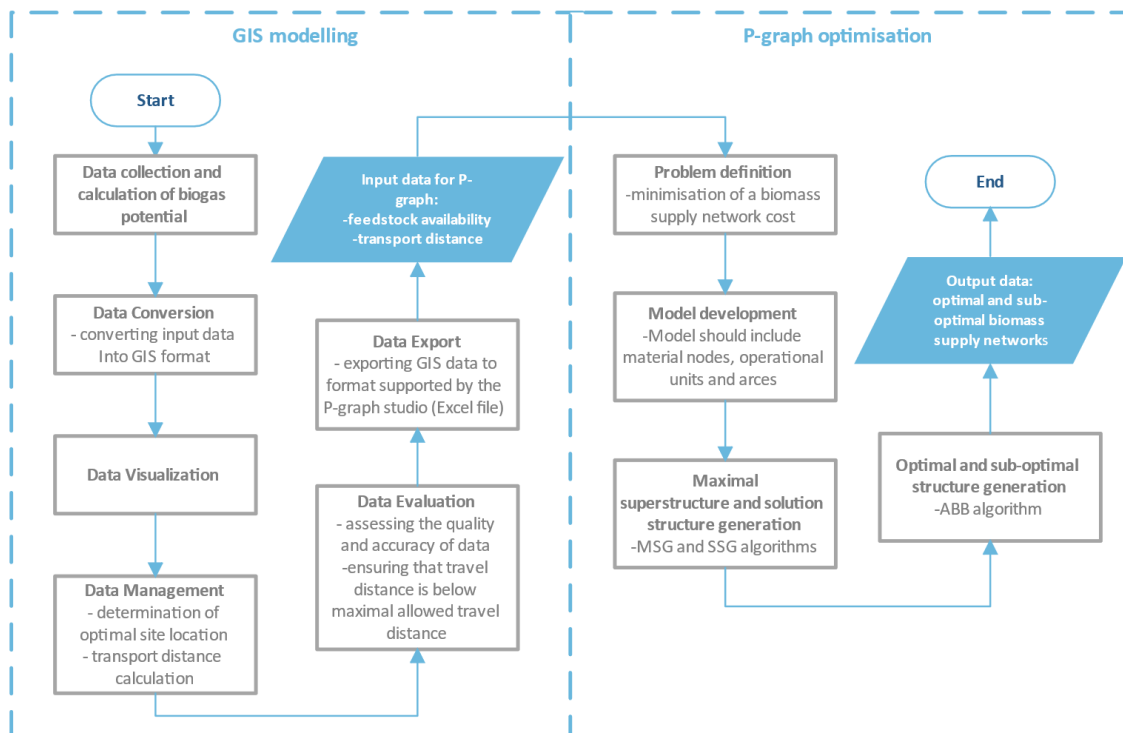 GIS modelling
Start
Data collection and
calculation of biogas
potential
Data Conversion
- converting input data
Into GIS format
Data Visualization
Data Management
- determination of
optimal site location
- transport distance
calculation
Input data for P-
graph:
-feedstock availability
-transport distance
Data Export
- exporting GIS data to
format supported by the
P-graph studio (Excel file)
Data Evaluation
- assessing the quality
and accuracy of data
-ensuring that travel
distance is below
maximal allowed travel
distance
P-graph optimisation
Problem definition
-minimisation of a biomass
supply network cost
Model development
-Model should include
material nodes, operational
units and arces
Maximal
superstructure and solution
structure generation
-MSG and SSG algorithms
End
Output data:
optimal and sub-
optimal biomass
supply networks
Optimal and sub-optimal
structure generation
-ABB algorithm